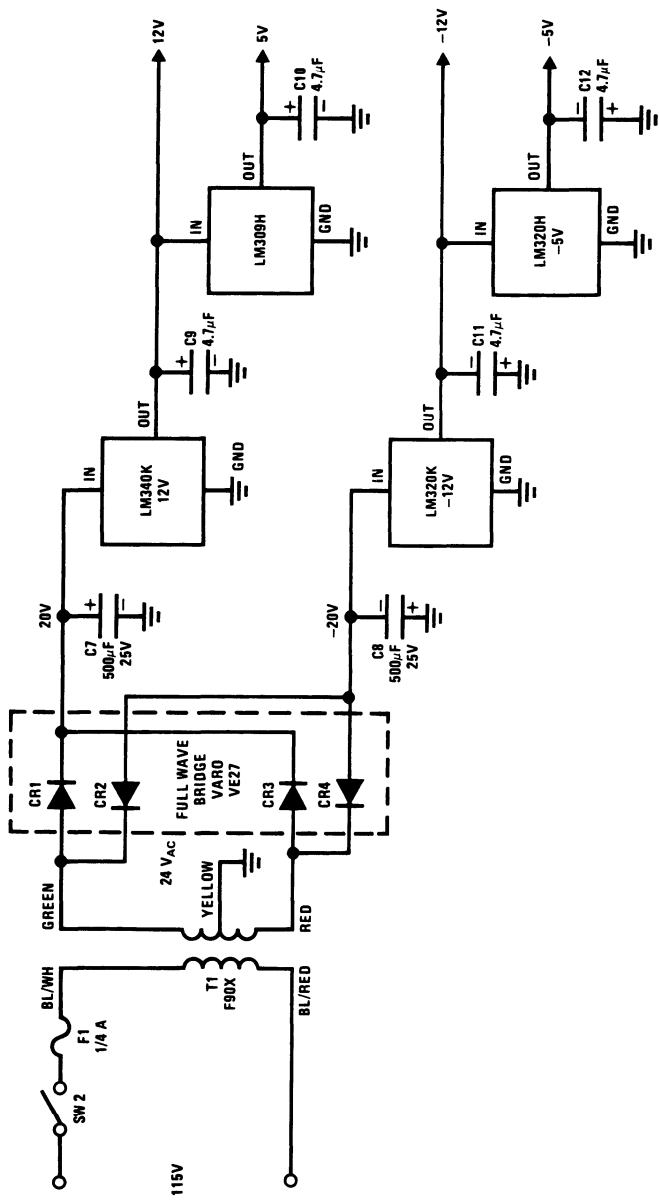 115V
SW 2
F1
1/4 A
BL/WH
BL/RED
T1
F90X
GREEN
YELLOW
RED
24 VAC
CR1
CR2
CR3
CR4
FULL WAVE
BRIDGE
VARO
VE27
20V
+
−
C7
500µF
25V
−20V
−
+
C8
500µF
25V
IN
LM340K
12V
OUT
GND
IN
LM320K
−12V
OUT
GND
+
−
C9
4.7µF
−
+
C11
4.7µF
IN
LM309H
OUT
GND
IN
LM320H
−5V
OUT
GND
+
−
C10
4.7µF
−
+
C12
4.7µF
12V
5V
−12V
−5V